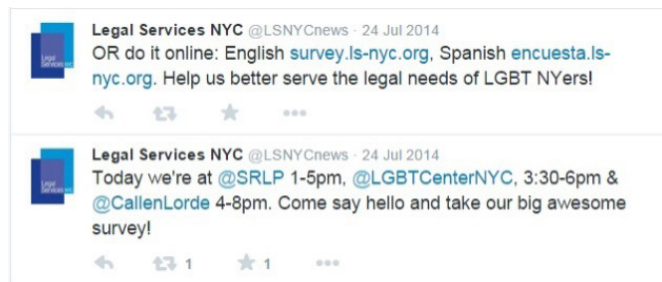 Legal Services NYC @LSNYCnews · 24 Jul 2014
OR do it online: English survey.ls-nyc.org, Spanish encuesta.ls-
nyc.org. Help us better serve the legal needs of LGBT NYers!
Legal Services NYC @LSNYCnews · 24 Jul 2014
Today we're at @SRLP 1-5pm, @LGBTCenterNYC, 3:30-6pm &
@CallenLorde 4-8pm. Come say hello and take our big awesome
survey!
1 1